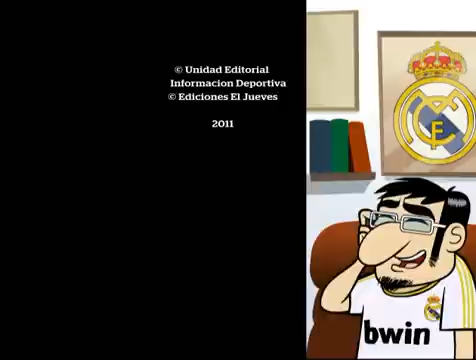 © Unidad Editorial
Informacion Deportiva
© Ediciones El Jueves
2011
bwin